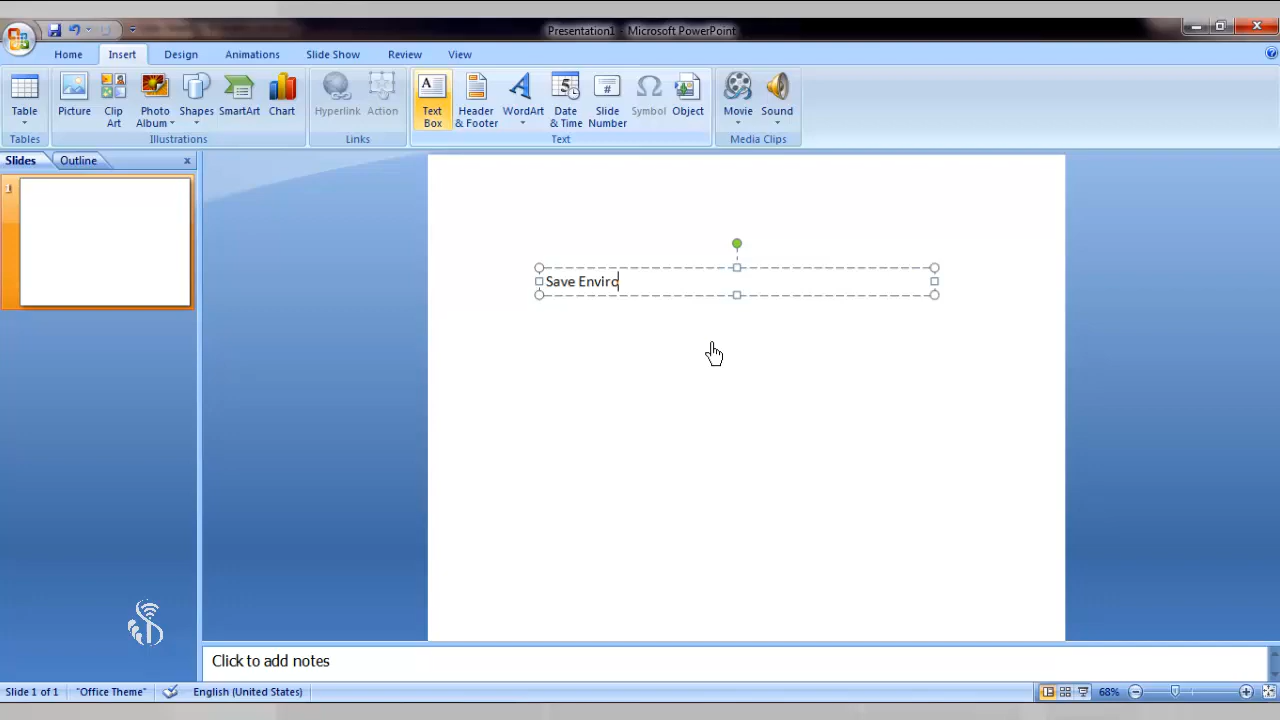 Presentation1 - Microsoft PowerPoint
Home Insert Design Animations Slide Show Review View
Table Picture Clip Art Photo Album Shapes SmartArt Chart Hyperlink Action Text Box Header & Footer WordArt Date & Time Slide Number Symbol Object Movie Sound
Tables Illustrations Links Text Media Clips
Slides Outline x
1
Save Enviro
Click to add notes
Slide 1 of 1 "Office Theme" English (United States) 68%